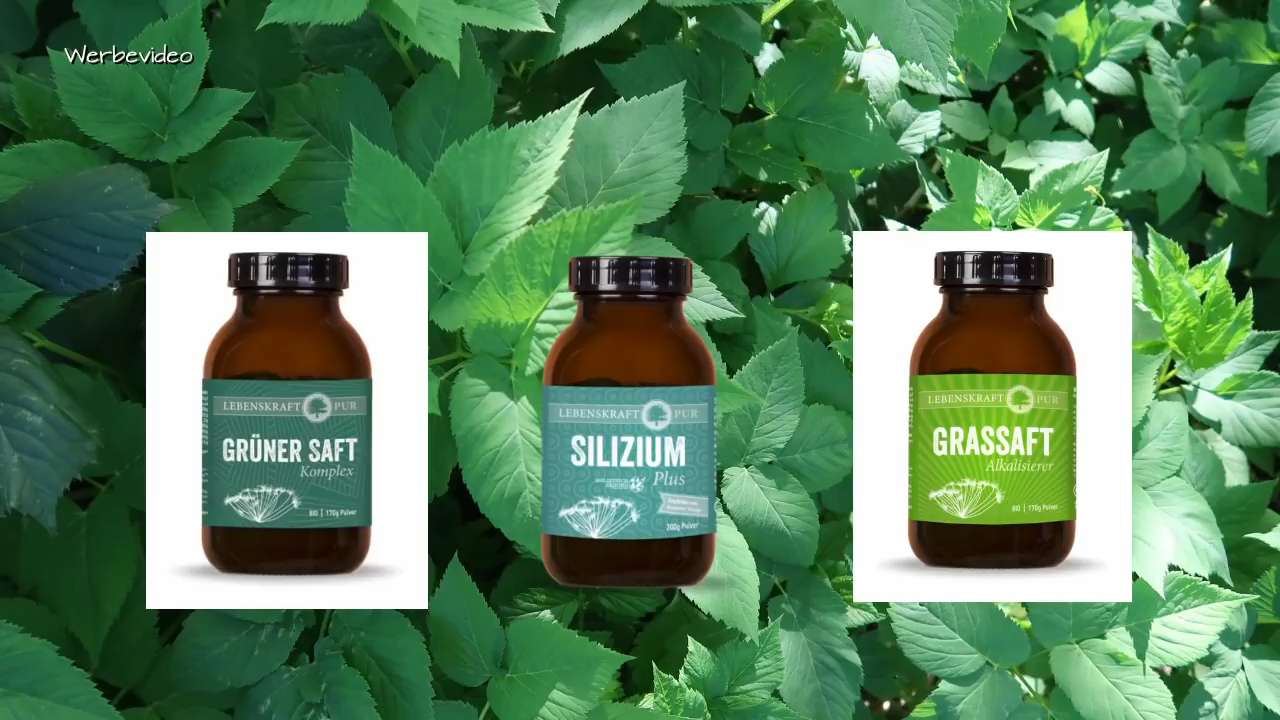 Werbevideo
LEBENSKRAFT PUR
GRÜNER SAFT
Komplex
BIO | 170g Pulver
LEBENSKRAFT PUR
SILIZIUM
Plus
200g Pulver
LEBENSKRAFT PUR
GRASSAFT
Alkalisierer
BIO | 170g Pulver